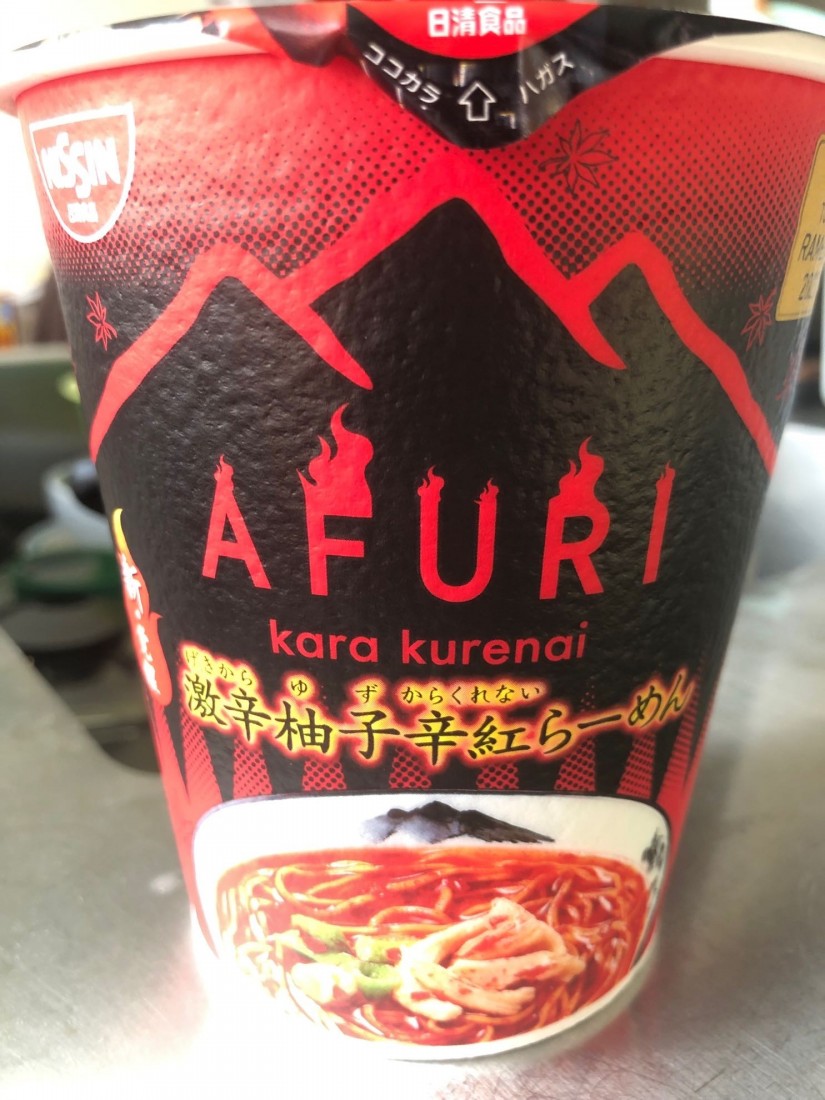 日清食品
ココカラ ハガス
NISSIN
AFURI
kara kurenai
げきから ゆ ず からくれない
激辛柚子辛紅らーめん